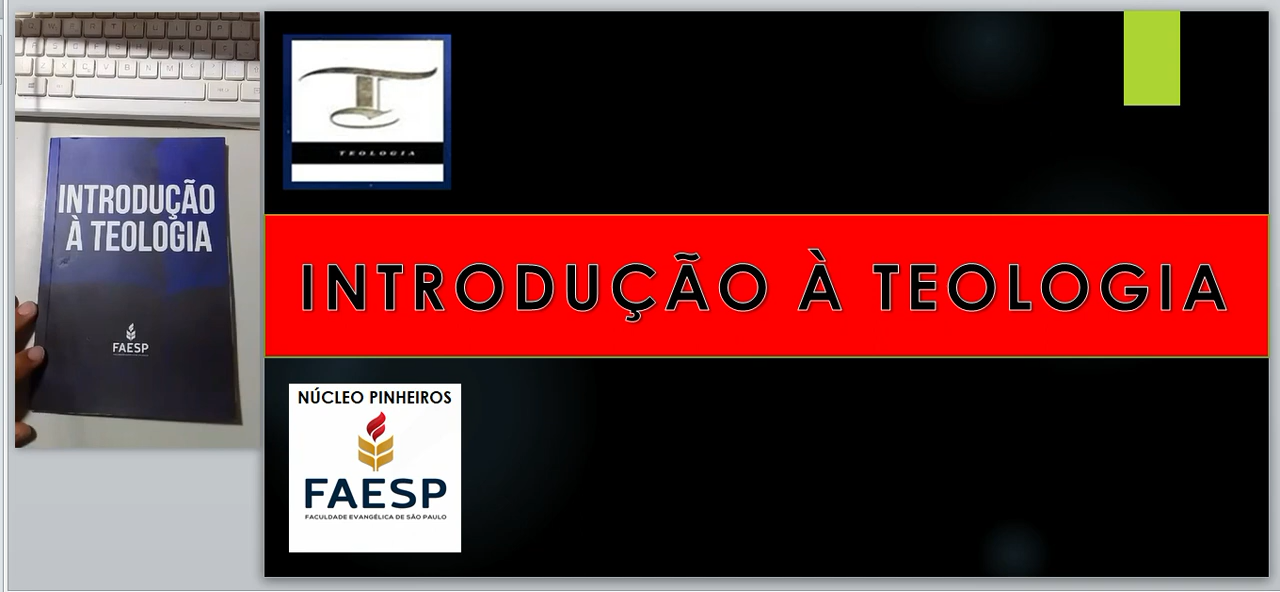 INTRODUÇÃO
À TEOLOGIA
FAESP
TEOLOGIA
INTRODUÇÃO À TEOLOGIA
NÚCLEO PINHEIROS
FAESP
FACULDADE EVANGÉLICA DE SÃO PAULO